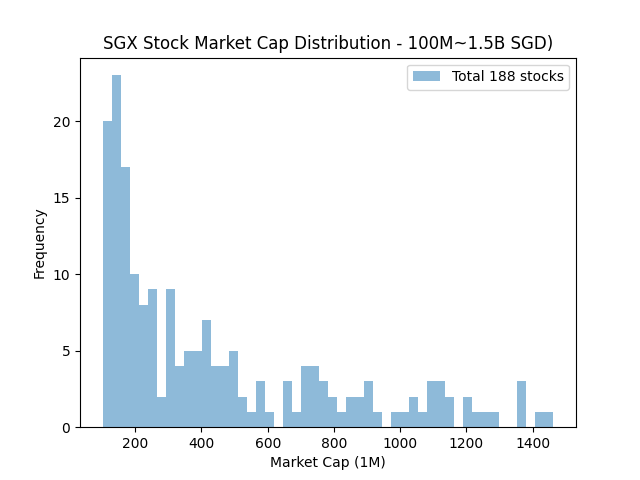 SGX Stock Market Cap Distribution - 100M~1.5B SGD)
Total 188 stocks
Frequency
20
15
10
5
0
200 400 600 800 1000 1200 1400
Market Cap (1M)